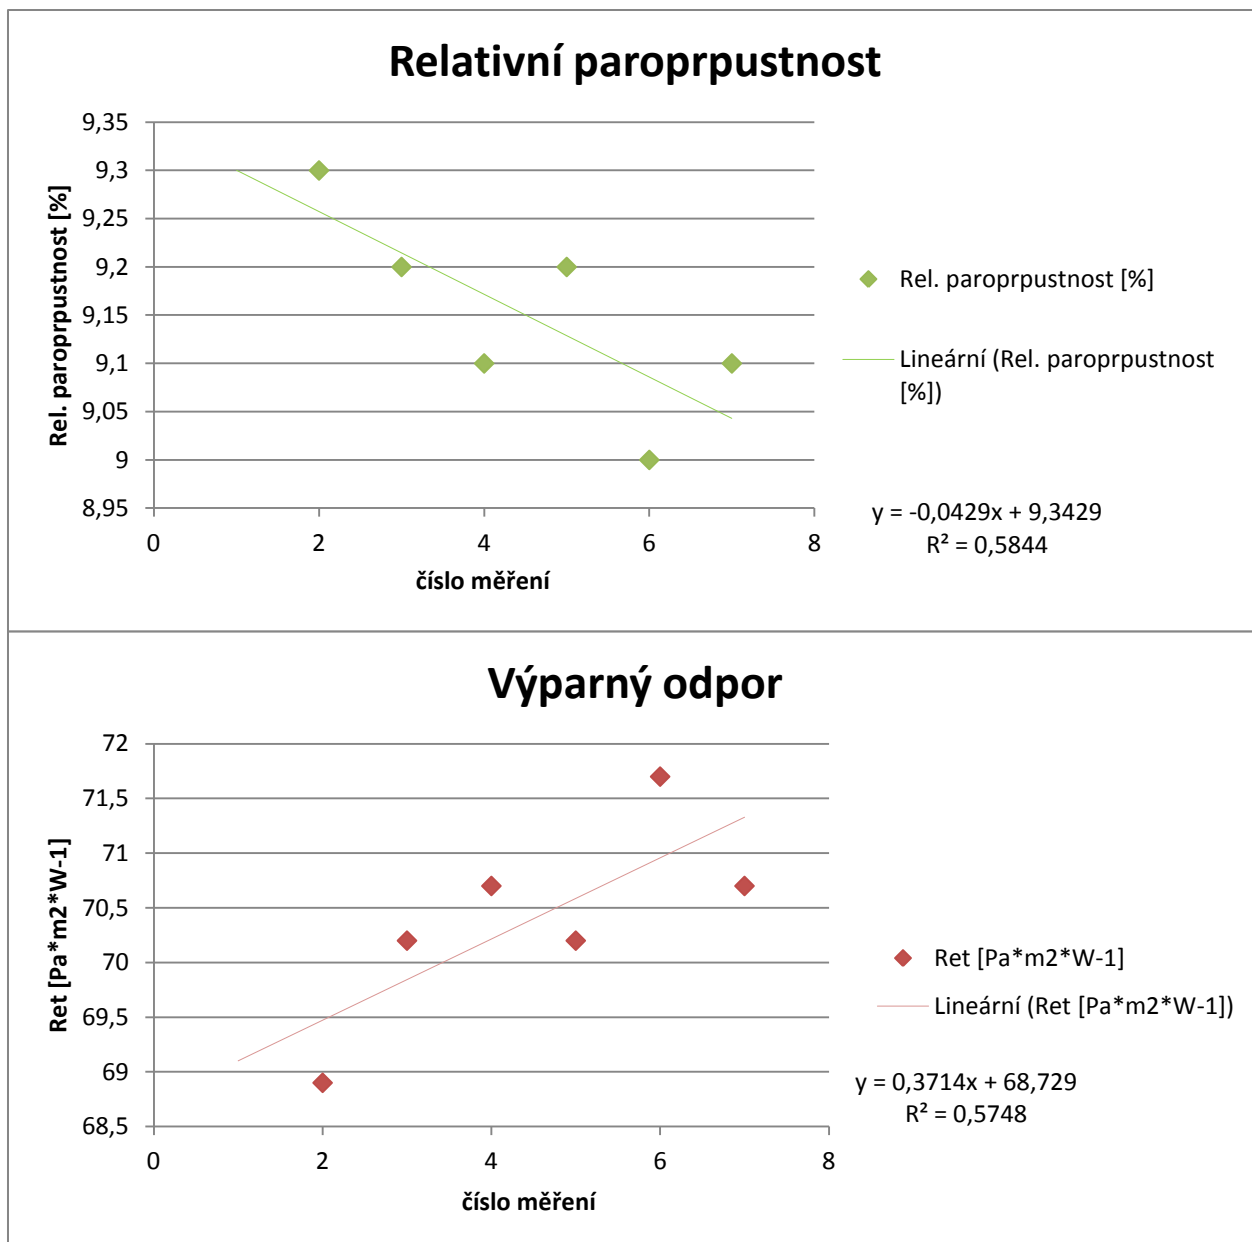 Relativní paroprpustnost
9,35
9,3
9,25
9,2
9,15
9,1
9,05
9
8,95
Rel. paroprpustnost [%]
0 2 4 6 8
číslo měření
Rel. paroprpustnost [%]
Lineární (Rel. paroprpustnost
[%])
y = -0,0429x + 9,3429
R² = 0,5844
Výparný odpor
72
71,5
71
70,5
70
69,5
69
68,5
Ret [Pa*m2*W-1]
0 2 4 6 8
číslo měření
Ret [Pa*m2*W-1]
Lineární (Ret [Pa*m2*W-1])
y = 0,3714x + 68,729
R² = 0,5748